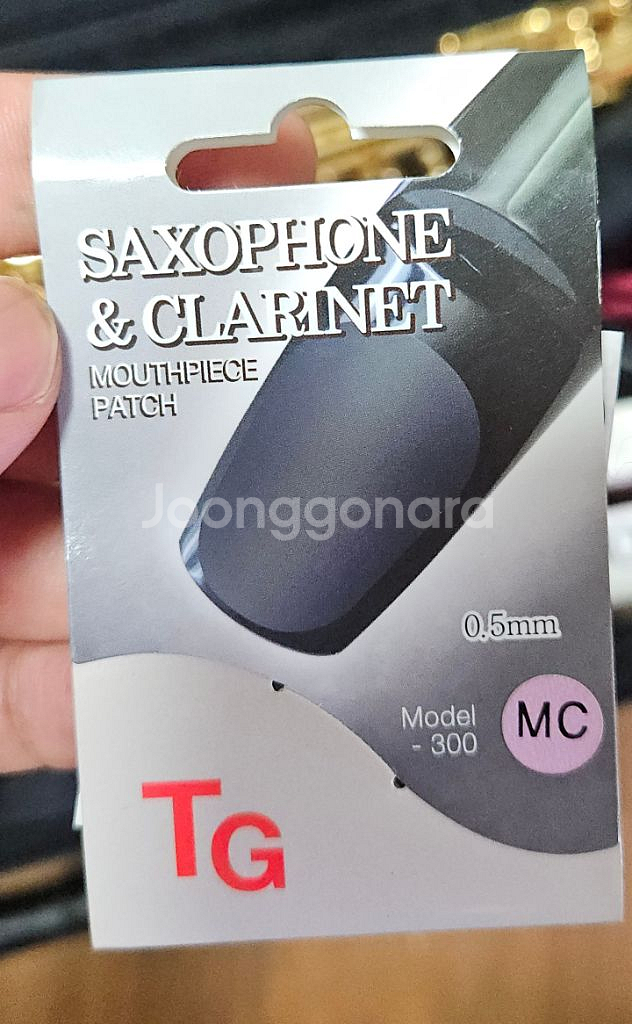 SAXOPHONE
& CLARINET
MOUTHPIECE
PATCH
Joonggonara
0.5mm
Model
- 300
MC
TG